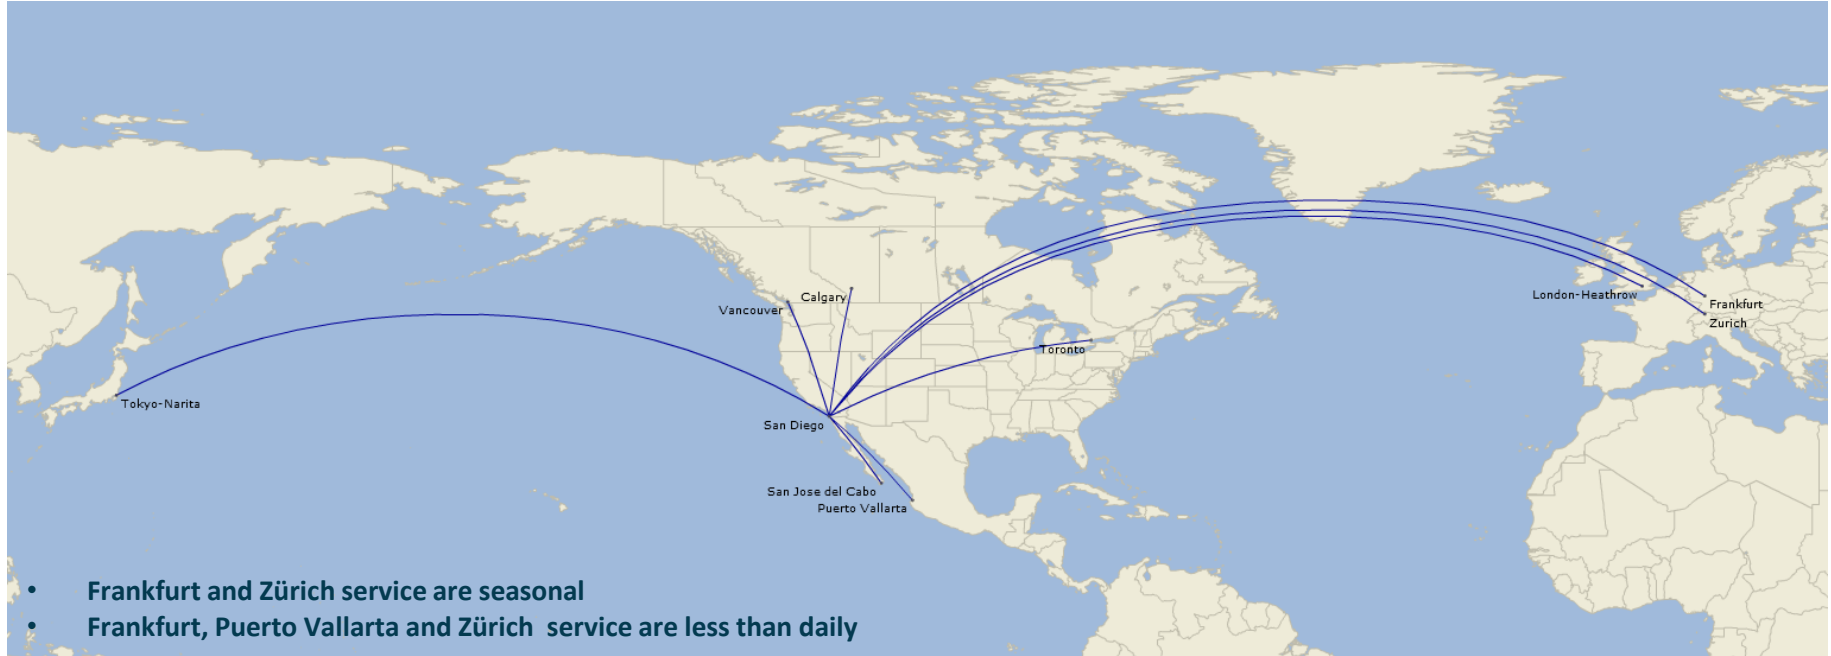 Calgary
Vancouver
London-Heathrow
Frankfurt
Zurich
Toronto
Tokyo-Narita
San Diego
San Jose del Cabo
Puerto Vallarta
• Frankfurt and Zürich service are seasonal
• Frankfurt, Puerto Vallarta and Zürich  service are less than daily